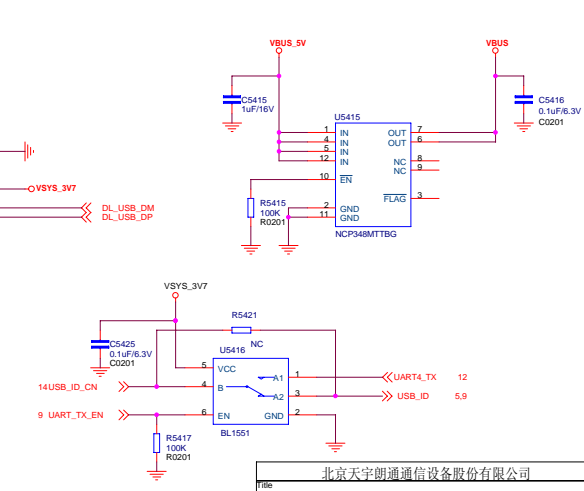 VBUS_5V
VBUS
C5415
1uF/16V
C5416
0.1uF/6.3V
C0201
U5415
1 IN OUT 7
4 IN OUT 6
5 IN
12 IN NC 8
NC 9
10 EN
FLAG 3
2 GND
11 GND
NCP348MTTBG
R5415
100K
R0201
VSYS_3V7
DL_USB_DM
DL_USB_DP
VSYS_3V7
R5421
NC
C5425
0.1uF/6.3V
C0201
U5416
5 VCC
A1 1
UART4_TX 12
14 USB_ID_CN
4 B
A2 3
USB_ID 5,9
9 UART_TX_EN
6 EN
GND 2
BL1551
R5417
100K
R0201
北京天宇朗通通信设备股份有限公司
Title